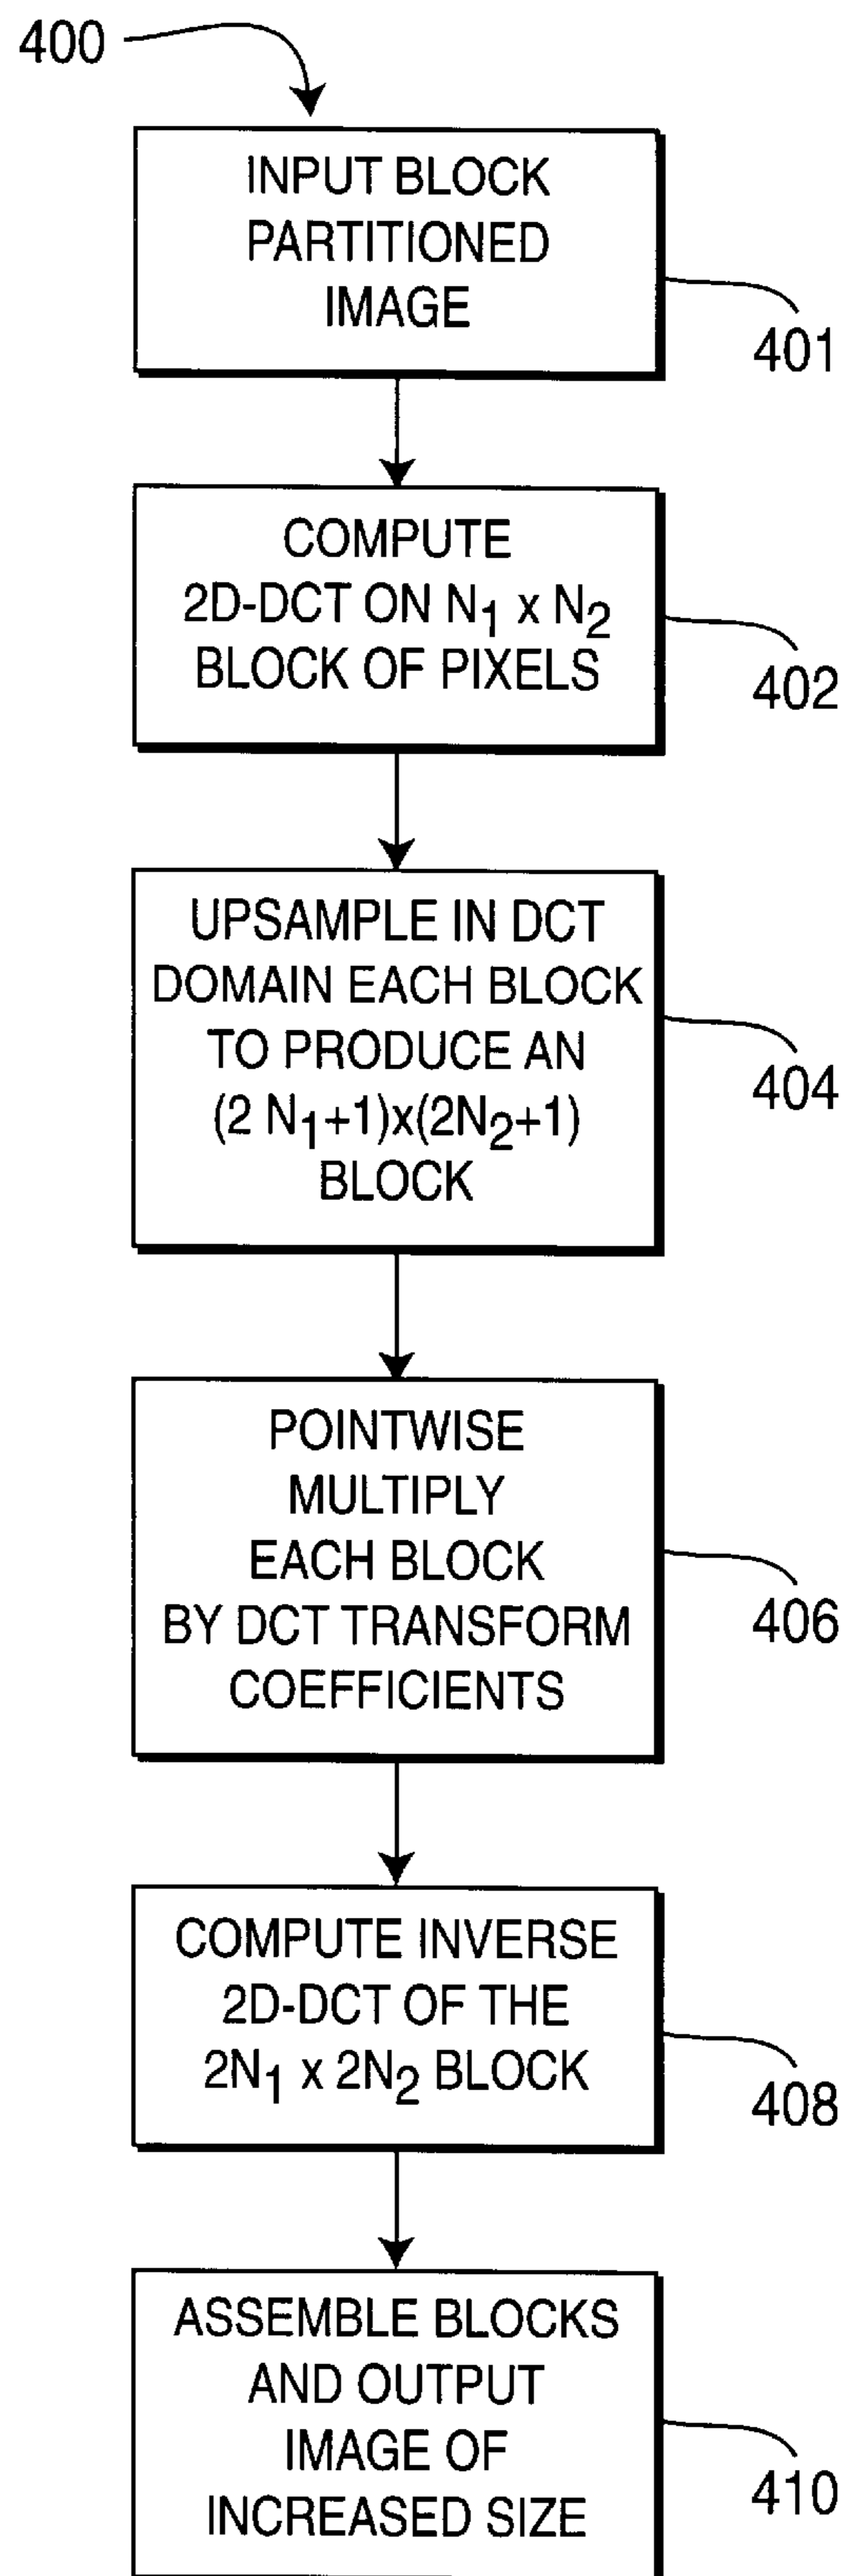 400
INPUT BLOCK
PARTITIONED
IMAGE
401
COMPUTE
2D-DCT ON N₁ x N₂
BLOCK OF PIXELS
402
UPSAMPLE IN DCT
DOMAIN EACH BLOCK
TO PRODUCE AN
(2 N₁+1)x(2N₂+1)
BLOCK
404
POINTWISE
MULTIPLY
EACH BLOCK
BY DCT TRANSFORM
COEFFICIENTS
406
COMPUTE INVERSE
2D-DCT OF THE
2N₁ x 2N₂ BLOCK
408
ASSEMBLE BLOCKS
AND OUTPUT
IMAGE OF
INCREASED SIZE
410